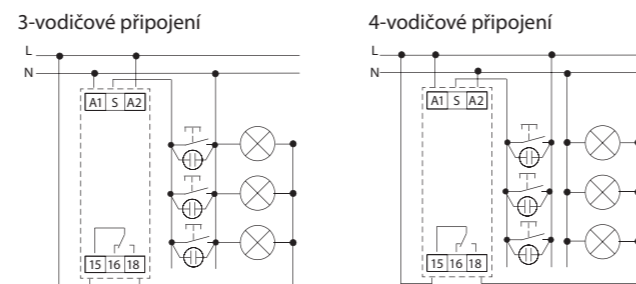 3-vodičové připojení
4-vodičové připojení
L
N
A1 S A2
15 16 18
L
N
A1 S A2
15 16 18